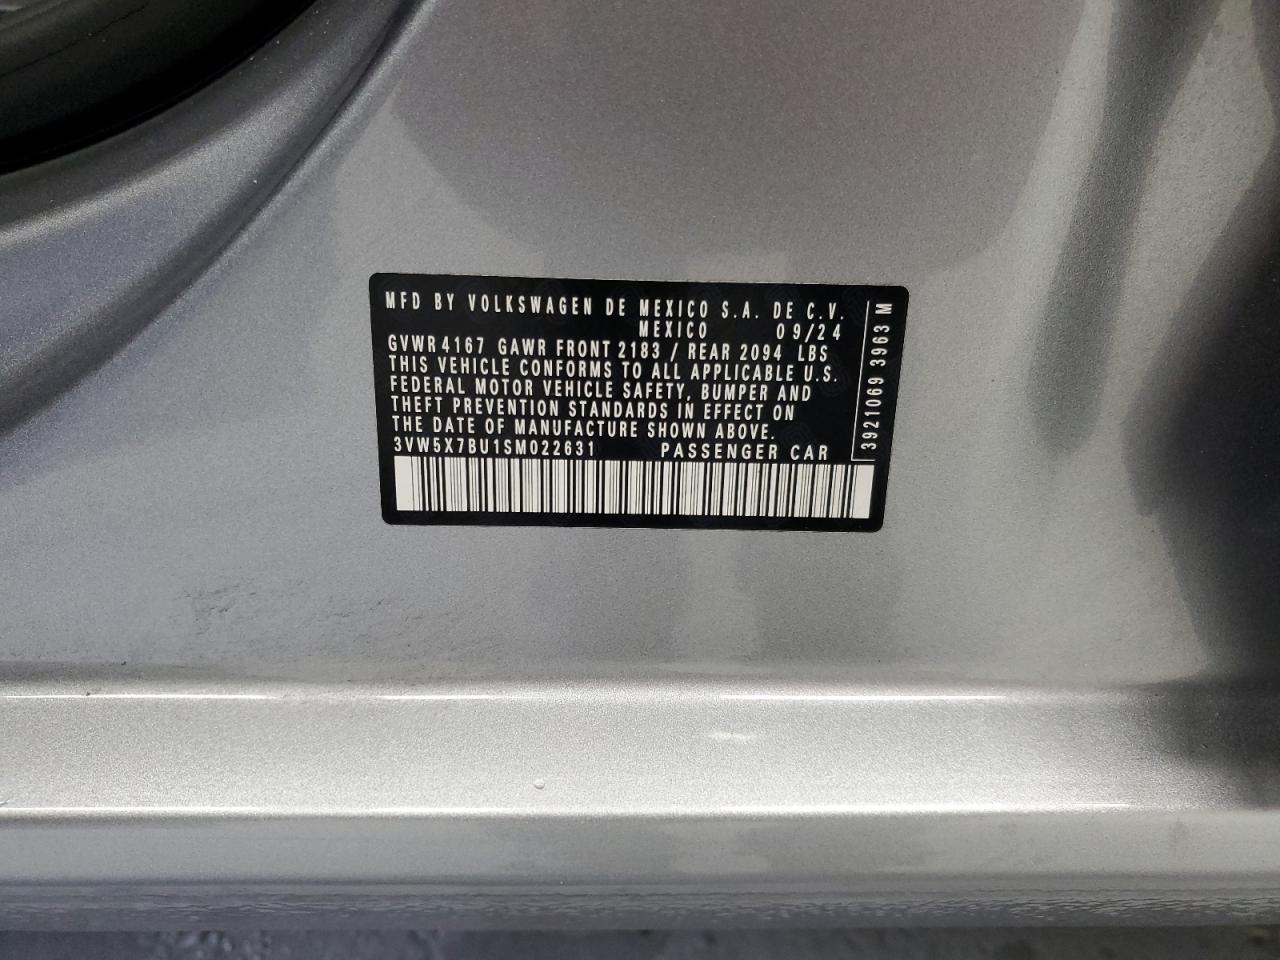 MFD BY VOLKSWAGEN DE MEXICO S.A. DE C.V.
MEXICO 09/24
GVWR 4167 GAWR FRONT 2183 / REAR 2094 LBS
THIS VEHICLE CONFORMS TO ALL APPLICABLE U.S.
FEDERAL MOTOR VEHICLE SAFETY, BUMPER AND
THEFT PREVENTION STANDARDS IN EFFECT ON
THE DATE OF MANUFACTURE SHOWN ABOVE.
3VW5X7BU1SM022631 PASSENGER CAR
3921069 3963 M